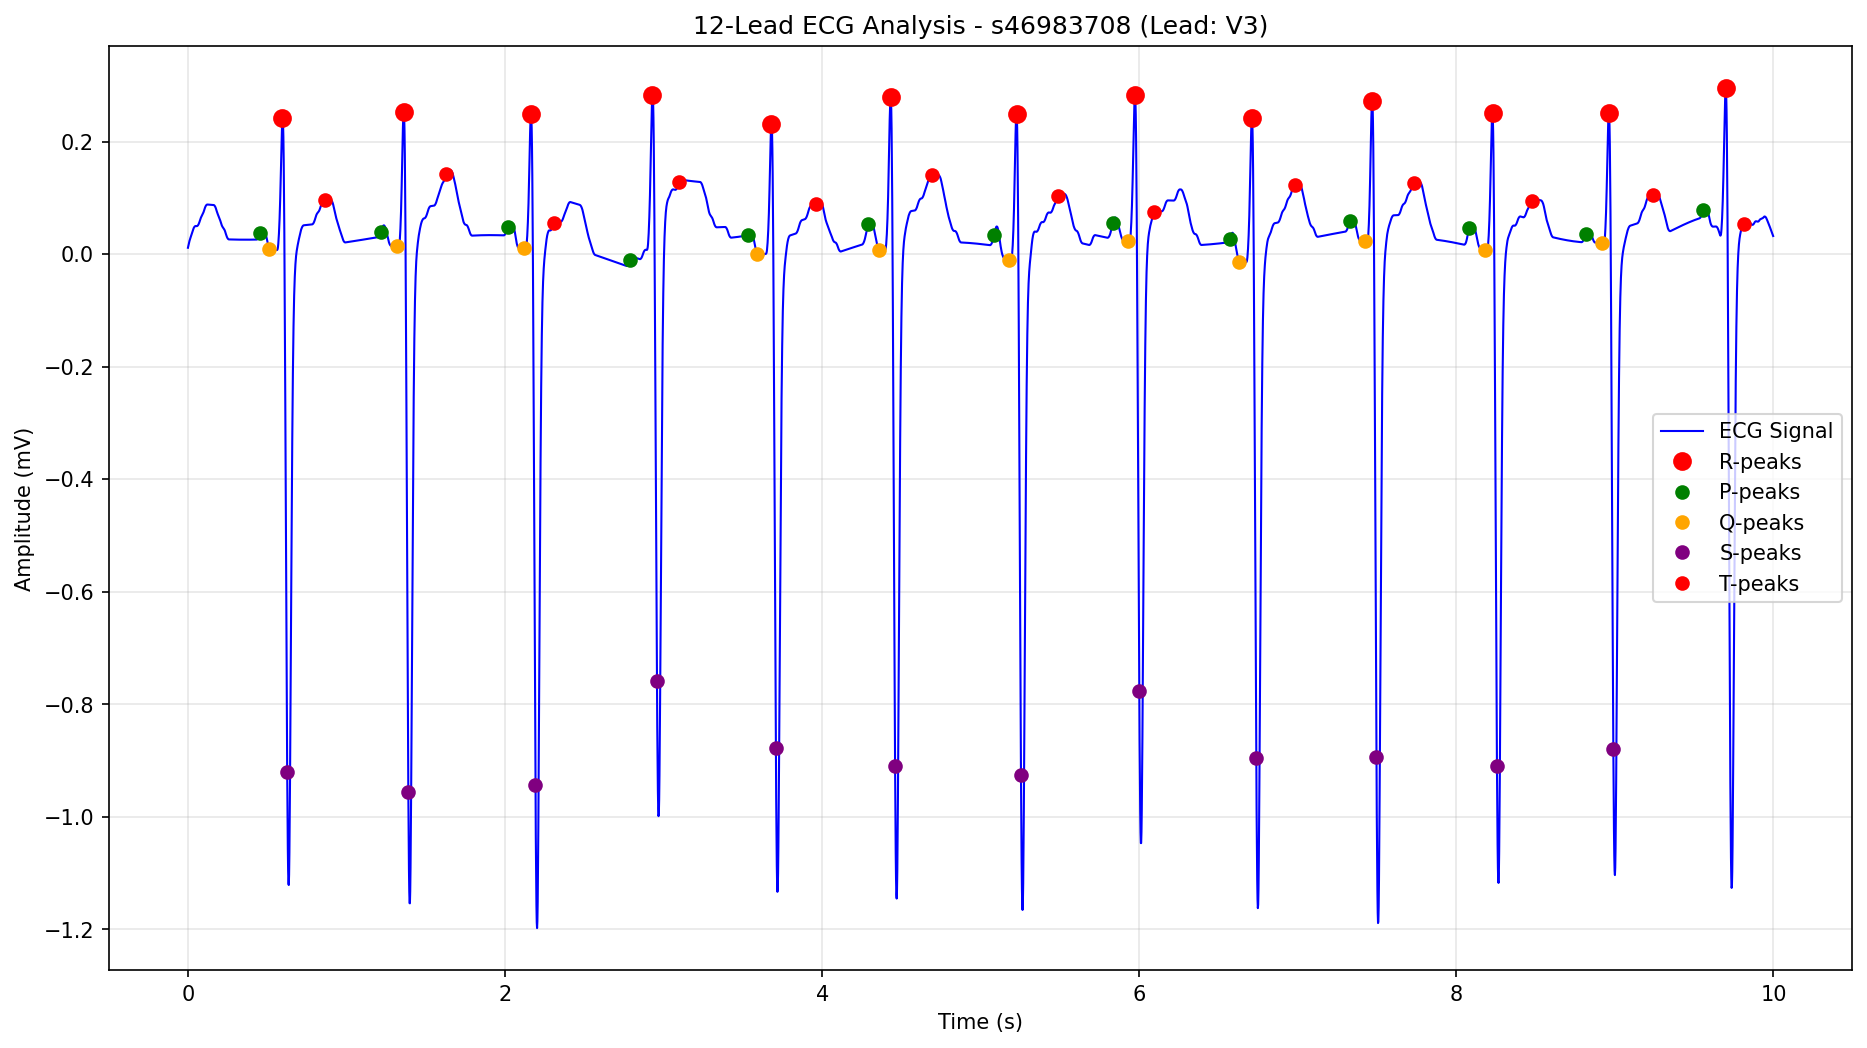 12-Lead ECG Analysis - s46983708 (Lead: V3)
Amplitude (mV)
0.2
0.0
−0.2
−0.4
−0.6
−0.8
−1.0
−1.2
ECG Signal
R-peaks
P-peaks
Q-peaks
S-peaks
T-peaks
0 2 4 6 8 10
Time (s)